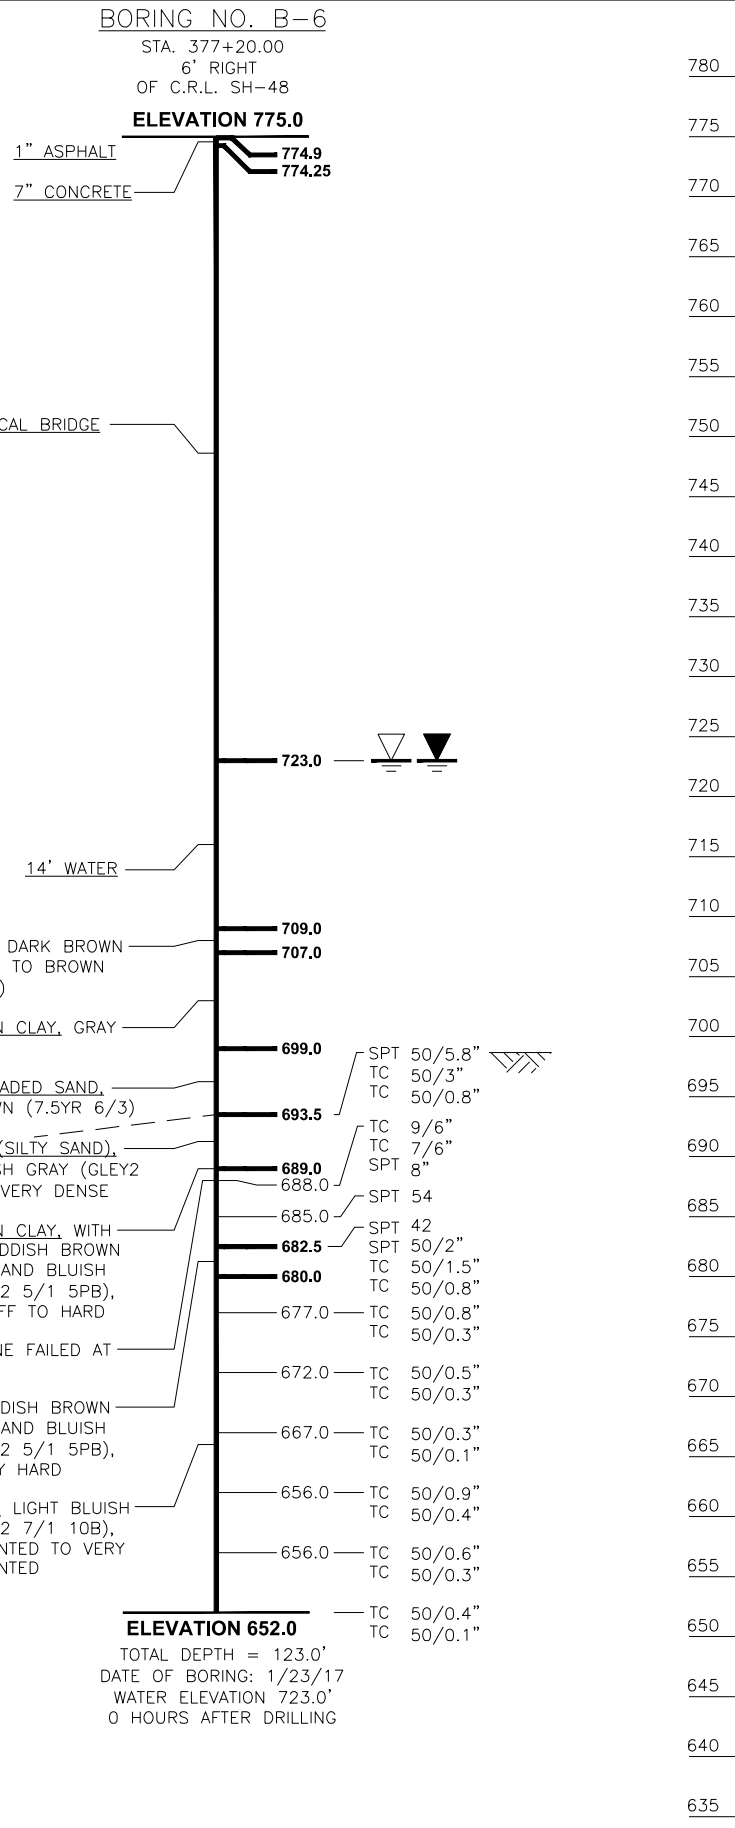 BORING NO. B-6
STA. 377+20.00
6' RIGHT
OF C.R.L. SH-48
ELEVATION 775.0
1" ASPHALT
7" CONCRETE
774.9
774.25
CAL BRIDGE
723.0
14' WATER
709.0
DARK BROWN
TO BROWN
)
707.0
N CLAY, GRAY
699.0
ADED SAND,
WN (7.5YR 6/3)
693.5
SPT 50/5.8"
TC 50/3"
TC 50/0.8"
(SILTY SAND),
SH GRAY (GLEY2
VERY DENSE
689.0
688.0
TC 9/6"
TC 7/6"
SPT 8"
685.0
SPT 54
N CLAY, WITH
DDISH BROWN
AND BLUISH
2 5/1 5PB),
FF TO HARD
682.5
SPT 42
SPT 50/2"
TC 50/1.5"
TC 50/0.8"
680.0
677.0
TC 50/0.8"
TC 50/0.3"
NE FAILED AT
672.0
TC 50/0.5"
TC 50/0.3"
DISH BROWN
AND BLUISH
2 5/1 5PB),
Y HARD
667.0
TC 50/0.3"
TC 50/0.1"
LIGHT BLUISH
2 7/1 10B),
NTED TO VERY
NTED
656.0
TC 50/0.9"
TC 50/0.4"
656.0
TC 50/0.6"
TC 50/0.3"
TC 50/0.4"
TC 50/0.1"
ELEVATION 652.0
TOTAL DEPTH = 123.0'
DATE OF BORING: 1/23/17
WATER ELEVATION 723.0'
0 HOURS AFTER DRILLING
780
775
770
765
760
755
750
745
740
735
730
725
720
715
710
705
700
695
690
685
680
675
670
665
660
655
650
645
640
635